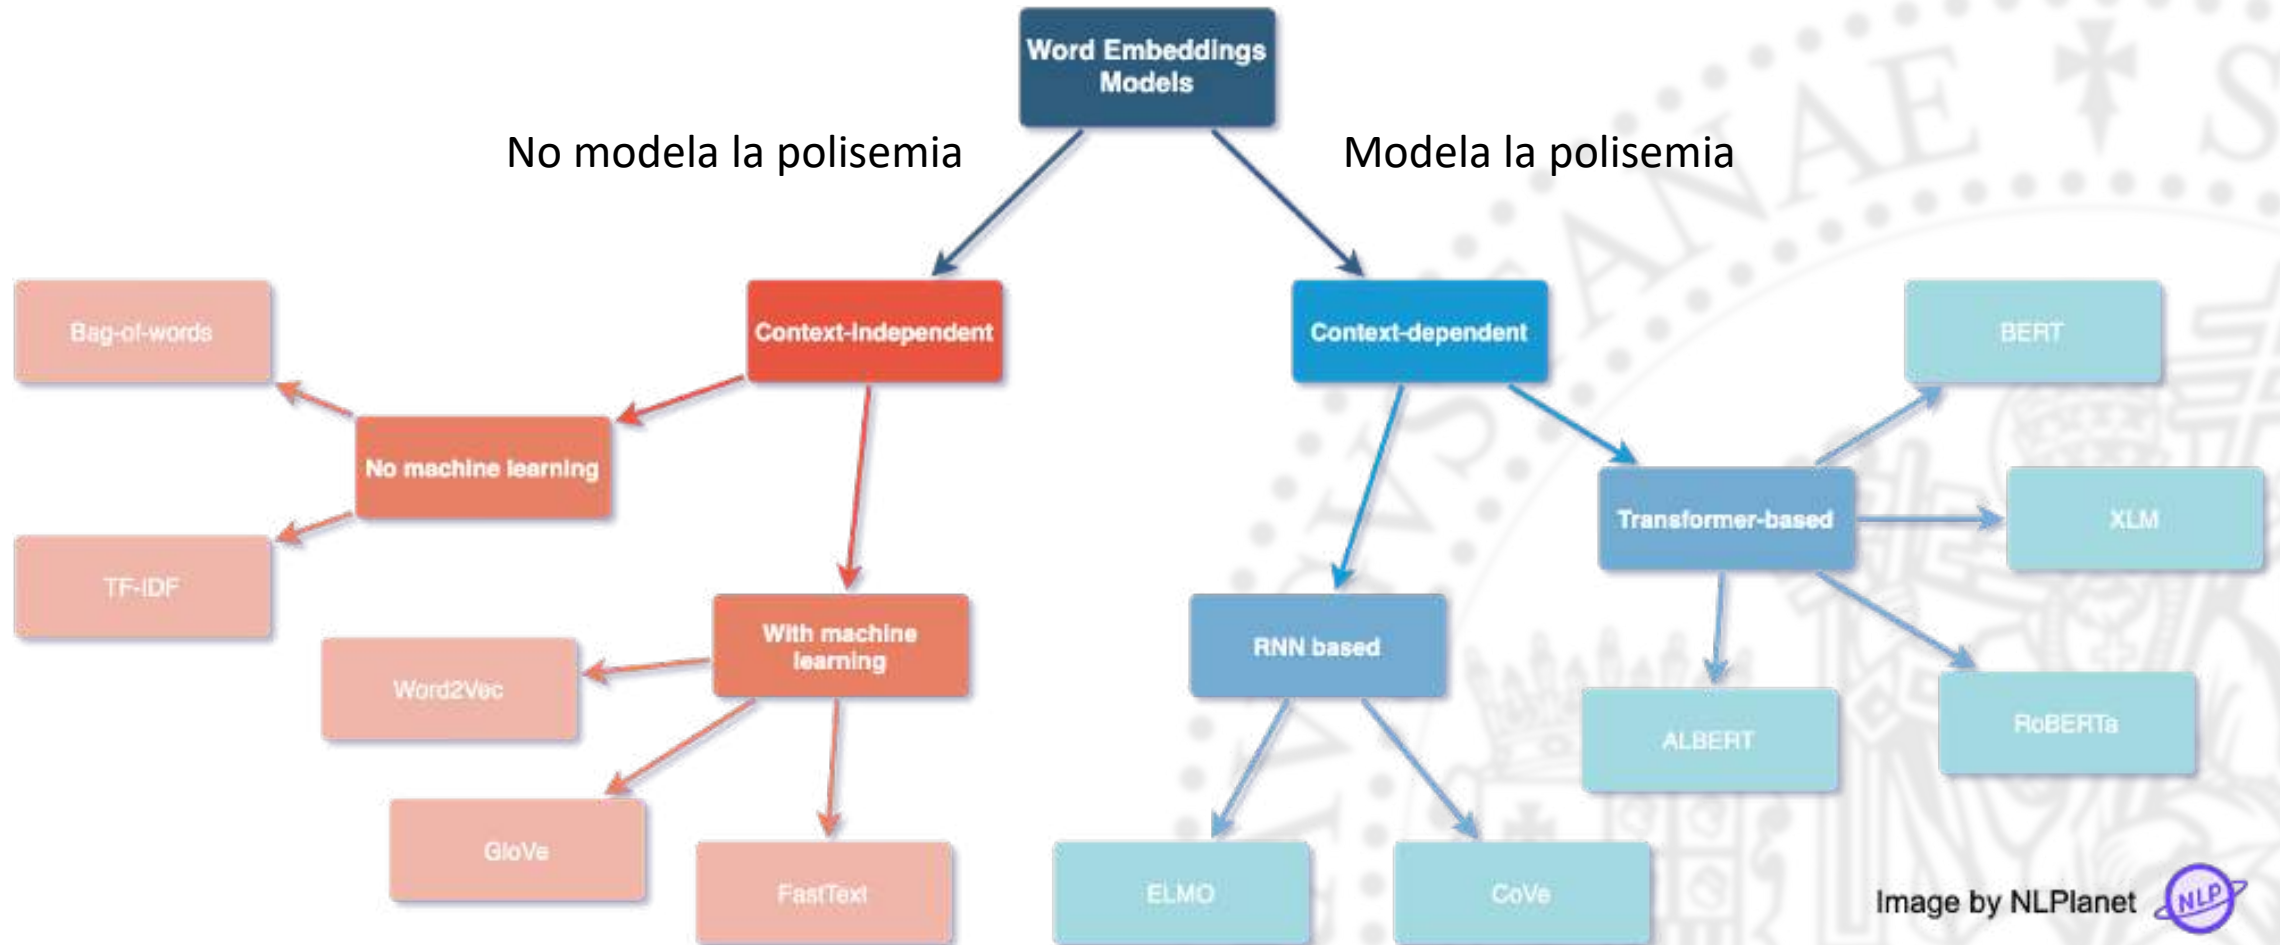 Word Embeddings
Models
No modela la polisemia
Modela la polisemia
Context-independent
Context-dependent
Bag-of-words
No machine learning
TF-IDF
With machine
learning
Word2Vec
GloVe
FastText
RNN based
ELMO
CoVe
Transformer-based
BERT
XLM
ALBERT
RoBERTa
Image by NLPlanet
NLP